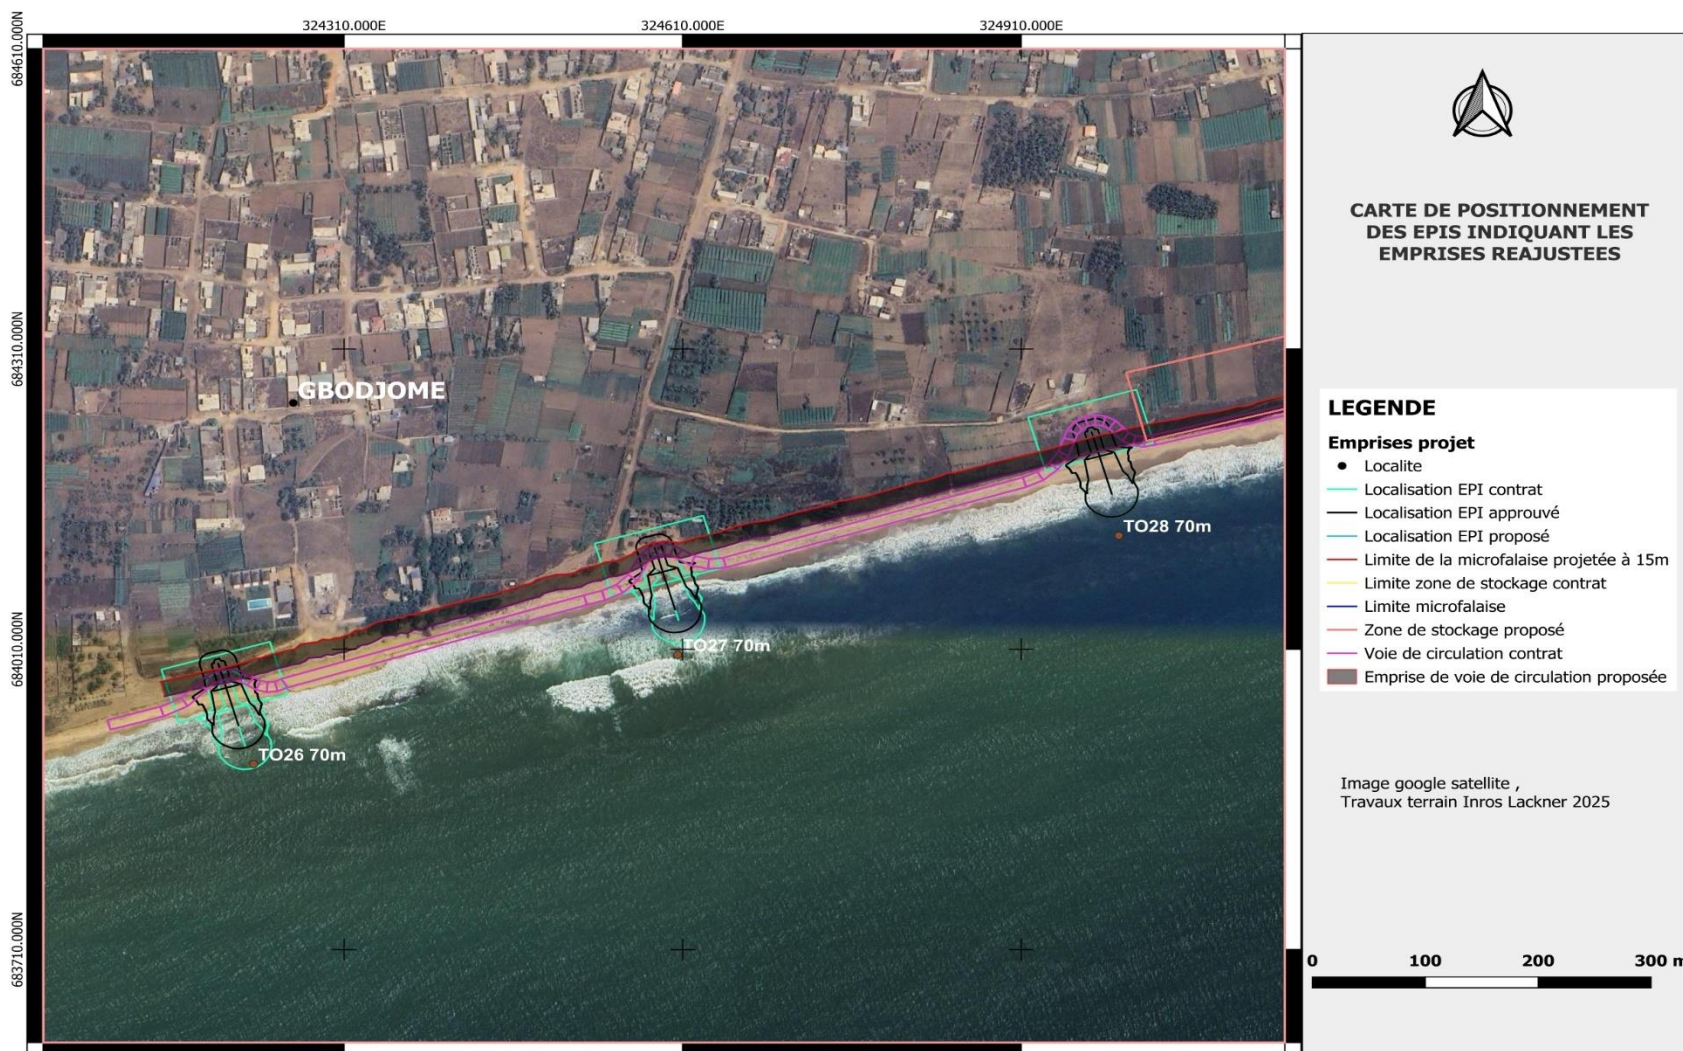 324310.000E
324610.000E
324910.000E
684610.000N
684310.000N
684010.000N
683710.000N
GBODJOME
TO28 70m
TO27 70m
TO26 70m
CARTE DE POSITIONNEMENT
DES EPIS INDIQUANT LES
EMPRISES REAJUSTEES
LEGENDE
Emprises projet
Localite
Localisation EPI contrat
Localisation EPI approuvé
Localisation EPI proposé
Limite de la microfalaise projetée à 15m
Limite zone de stockage contrat
Limite microfalaise
Zone de stockage proposé
Voie de circulation contrat
Emprise de voie de circulation proposée
Image google satellite ,
Travaux terrain Inros Lackner 2025
0 100 200 300 m